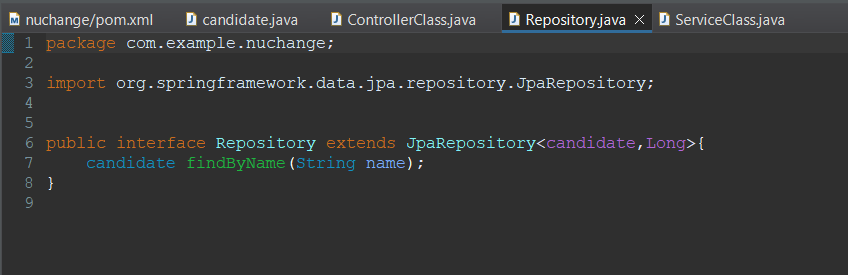 nuchange/pom.xml candidate.java ControllerClass.java Repository.java ServiceClass.java
1 package com.example.nuchange;
2
3 import org.springframework.data.jpa.repository.JpaRepository;
4
5
6 public interface Repository extends JpaRepository<candidate,Long>{
7 candidate findByName(String name);
8 }
9